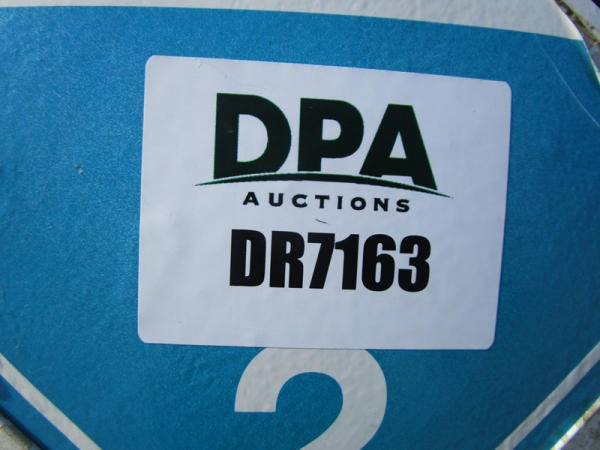 DPA
AUCTIONS
DR7163
2